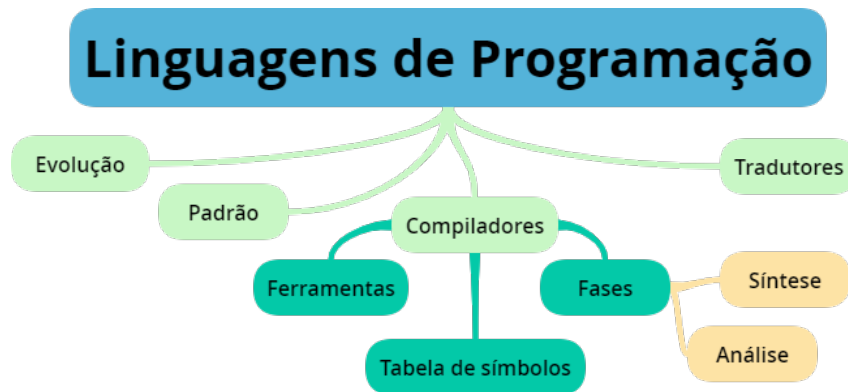 Linguagens de Programação
Evolução
Tradutores
Padrão
Compiladores
Ferramentas
Fases
Síntese
Tabela de símbolos
Análise